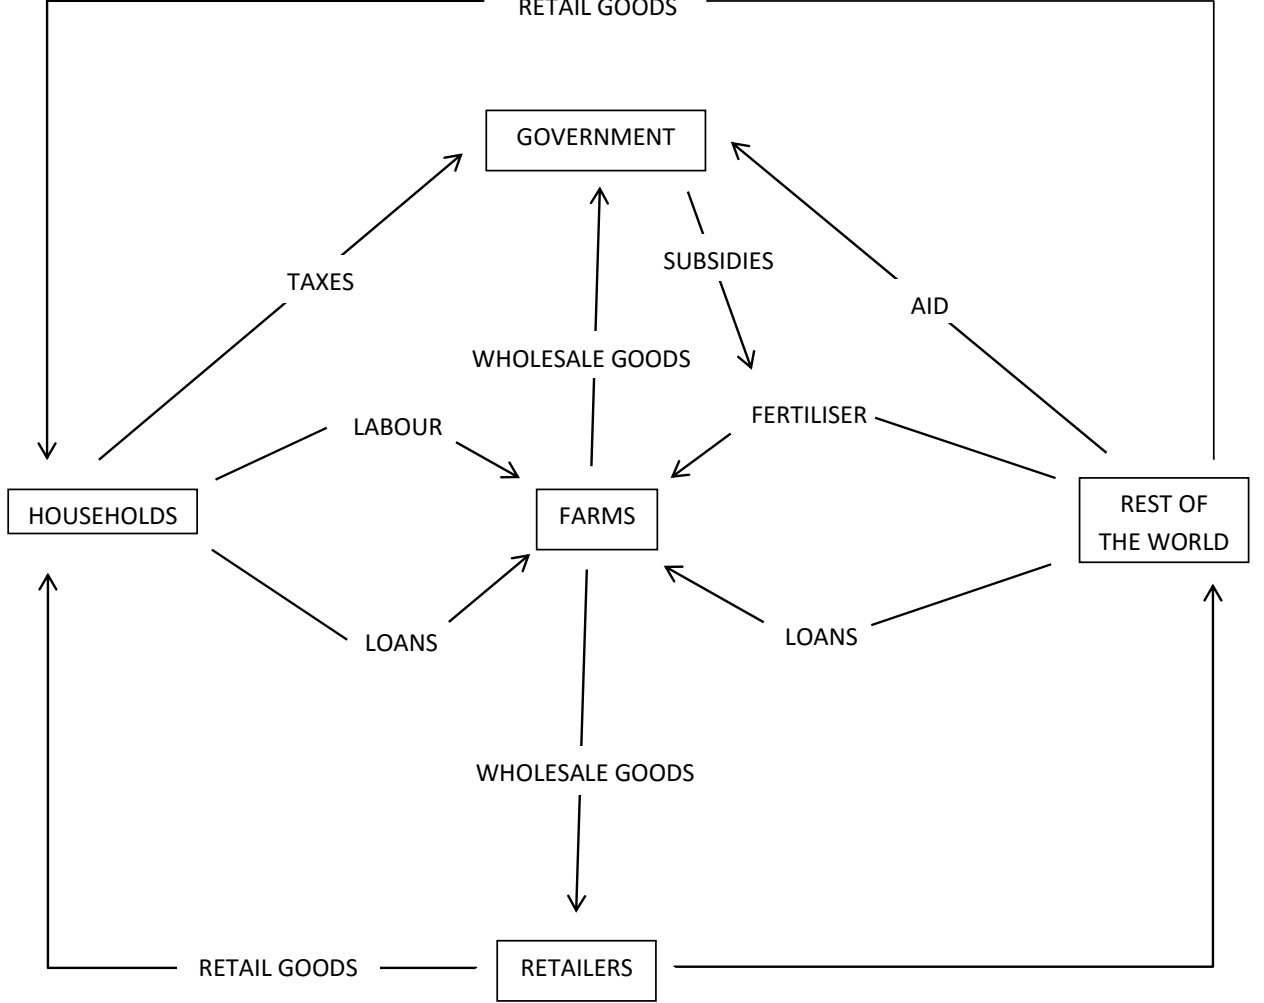 RETAIL GOODS
GOVERNMENT
SUBSIDIES
TAXES
AID
WHOLESALE GOODS
FERTILISER
LABOUR
HOUSEHOLDS
FARMS
REST OF
THE WORLD
LOANS
LOANS
WHOLESALE GOODS
RETAIL GOODS
RETAILERS